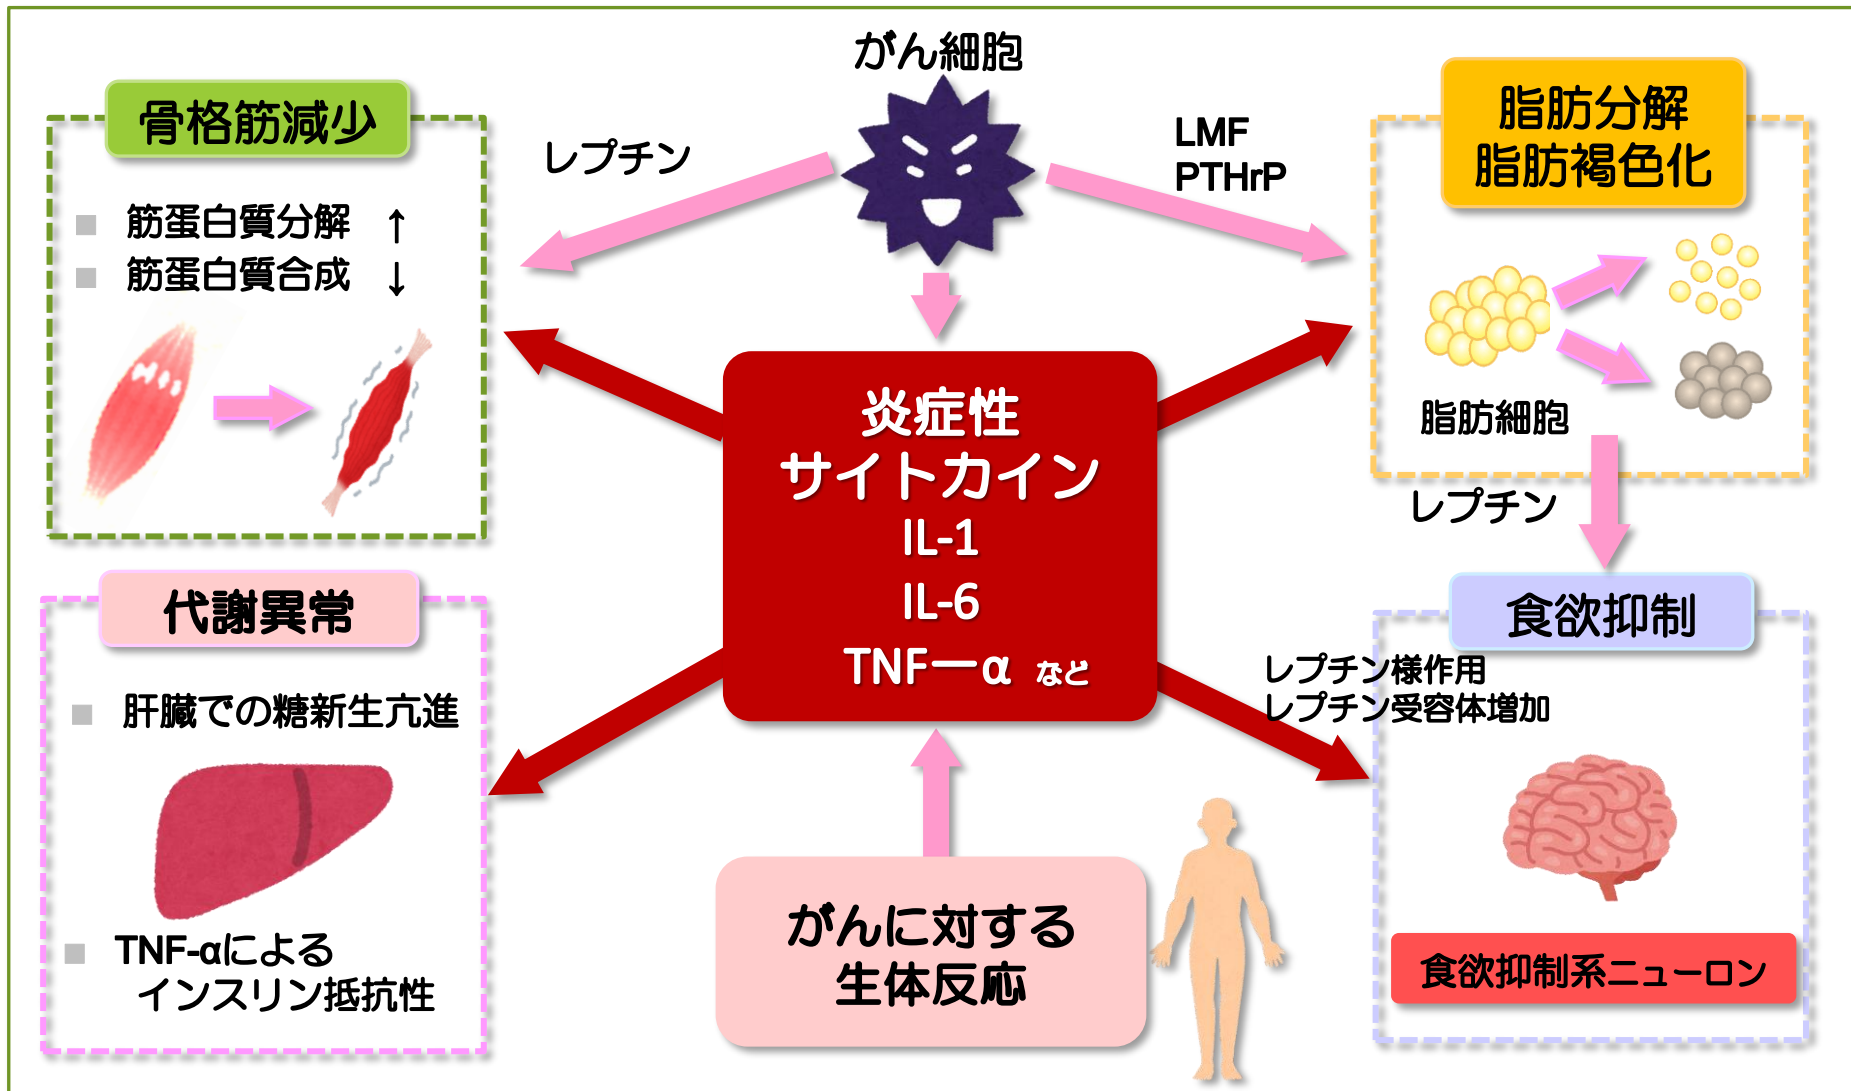 がん細胞
骨格筋減少
筋蛋白質分解 ↑
筋蛋白質合成 ↓
レプチン
LMF
PTHrP
脂肪分解
脂肪褐色化
脂肪細胞
炎症性
サイトカイン
IL-1
IL-6
TNFーα など
レプチン
代謝異常
肝臓での糖新生亢進
TNF-αによる
インスリン抵抗性
食欲抑制
レプチン様作用
レプチン受容体増加
食欲抑制系ニューロン
がんに対する
生体反応